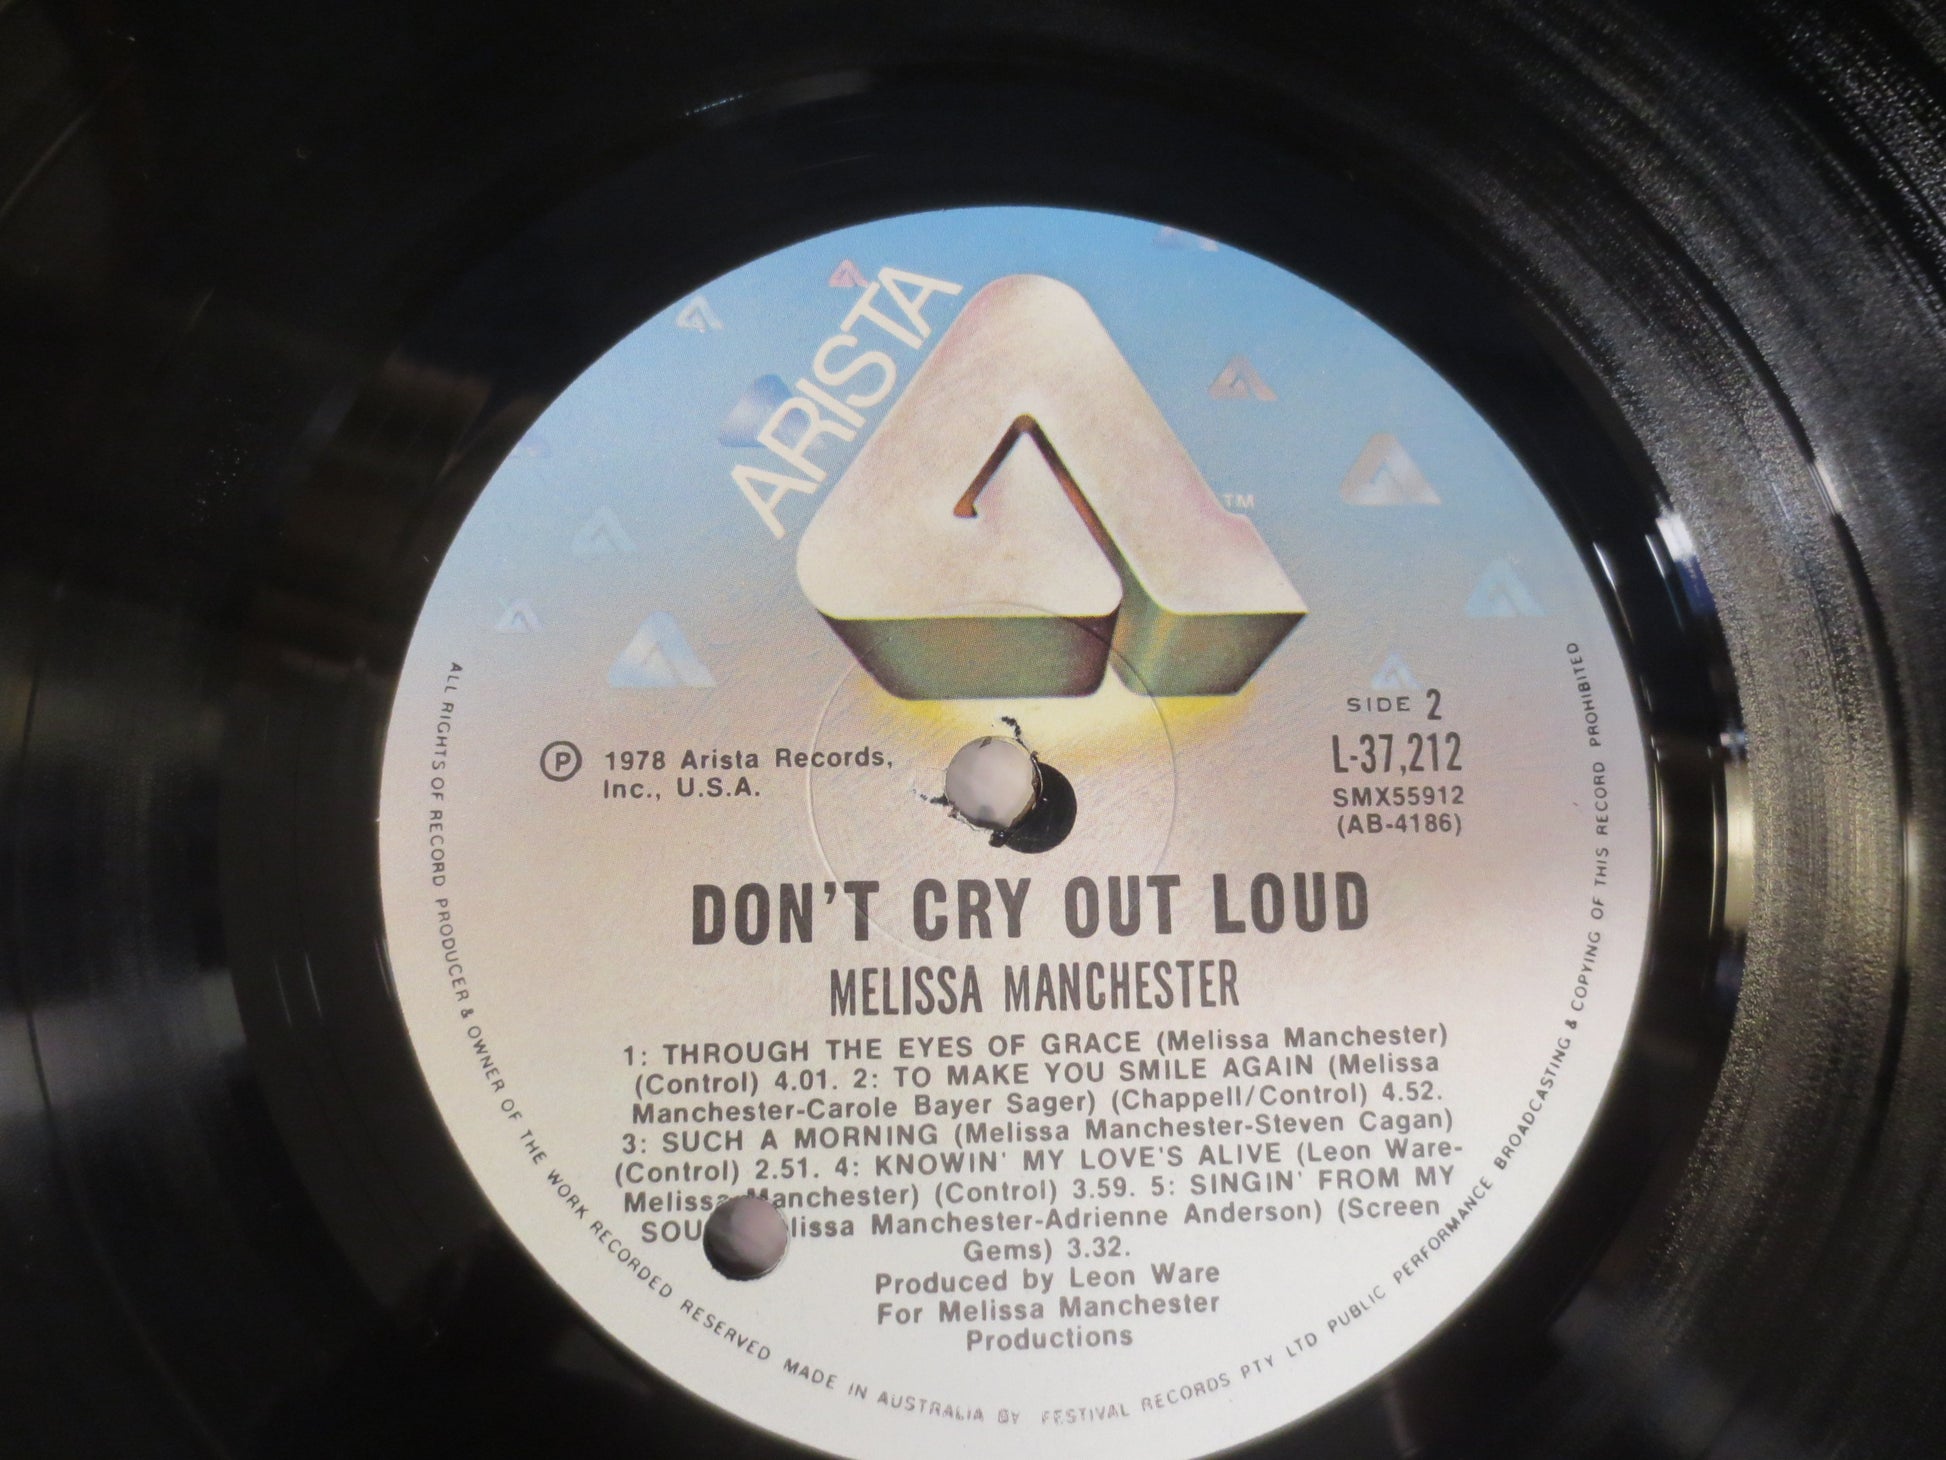 ARISTA
TM
SIDE 2
L-37,212
SMX55912
(AB-4186)
Ⓟ 1978 Arista Records,
Inc., U.S.A.
DON'T CRY OUT LOUD
MELISSA MANCHESTER
1: THROUGH THE EYES OF GRACE (Melissa Manchester)
(Control) 4.01. 2: TO MAKE YOU SMILE AGAIN (Melissa
Manchester-Carole Bayer Sager) (Chappell/Control) 4.52.
3: SUCH A MORNING (Melissa Manchester-Steven Cagan)
(Control) 2.51. 4: KNOWIN' MY LOVE'S ALIVE (Leon Ware-
Melissa Manchester) (Control) 3.59. 5: SINGIN' FROM MY
Manchester-Adrienne Anderson) (Screen
Gems) 3.32.
Produced by Leon Ware
For Melissa Manchester
Productions
ALL RIGHTS OF RECORD PRODUCER & OWNER OF THE WORK RECORDED RESERVED MADE IN AUSTRALIA BY FESTIVAL RECORDS PTY LTD PUBLIC PERFORMANCE BROADCASTING & COPYING OF THIS RECORD PROHIBITED